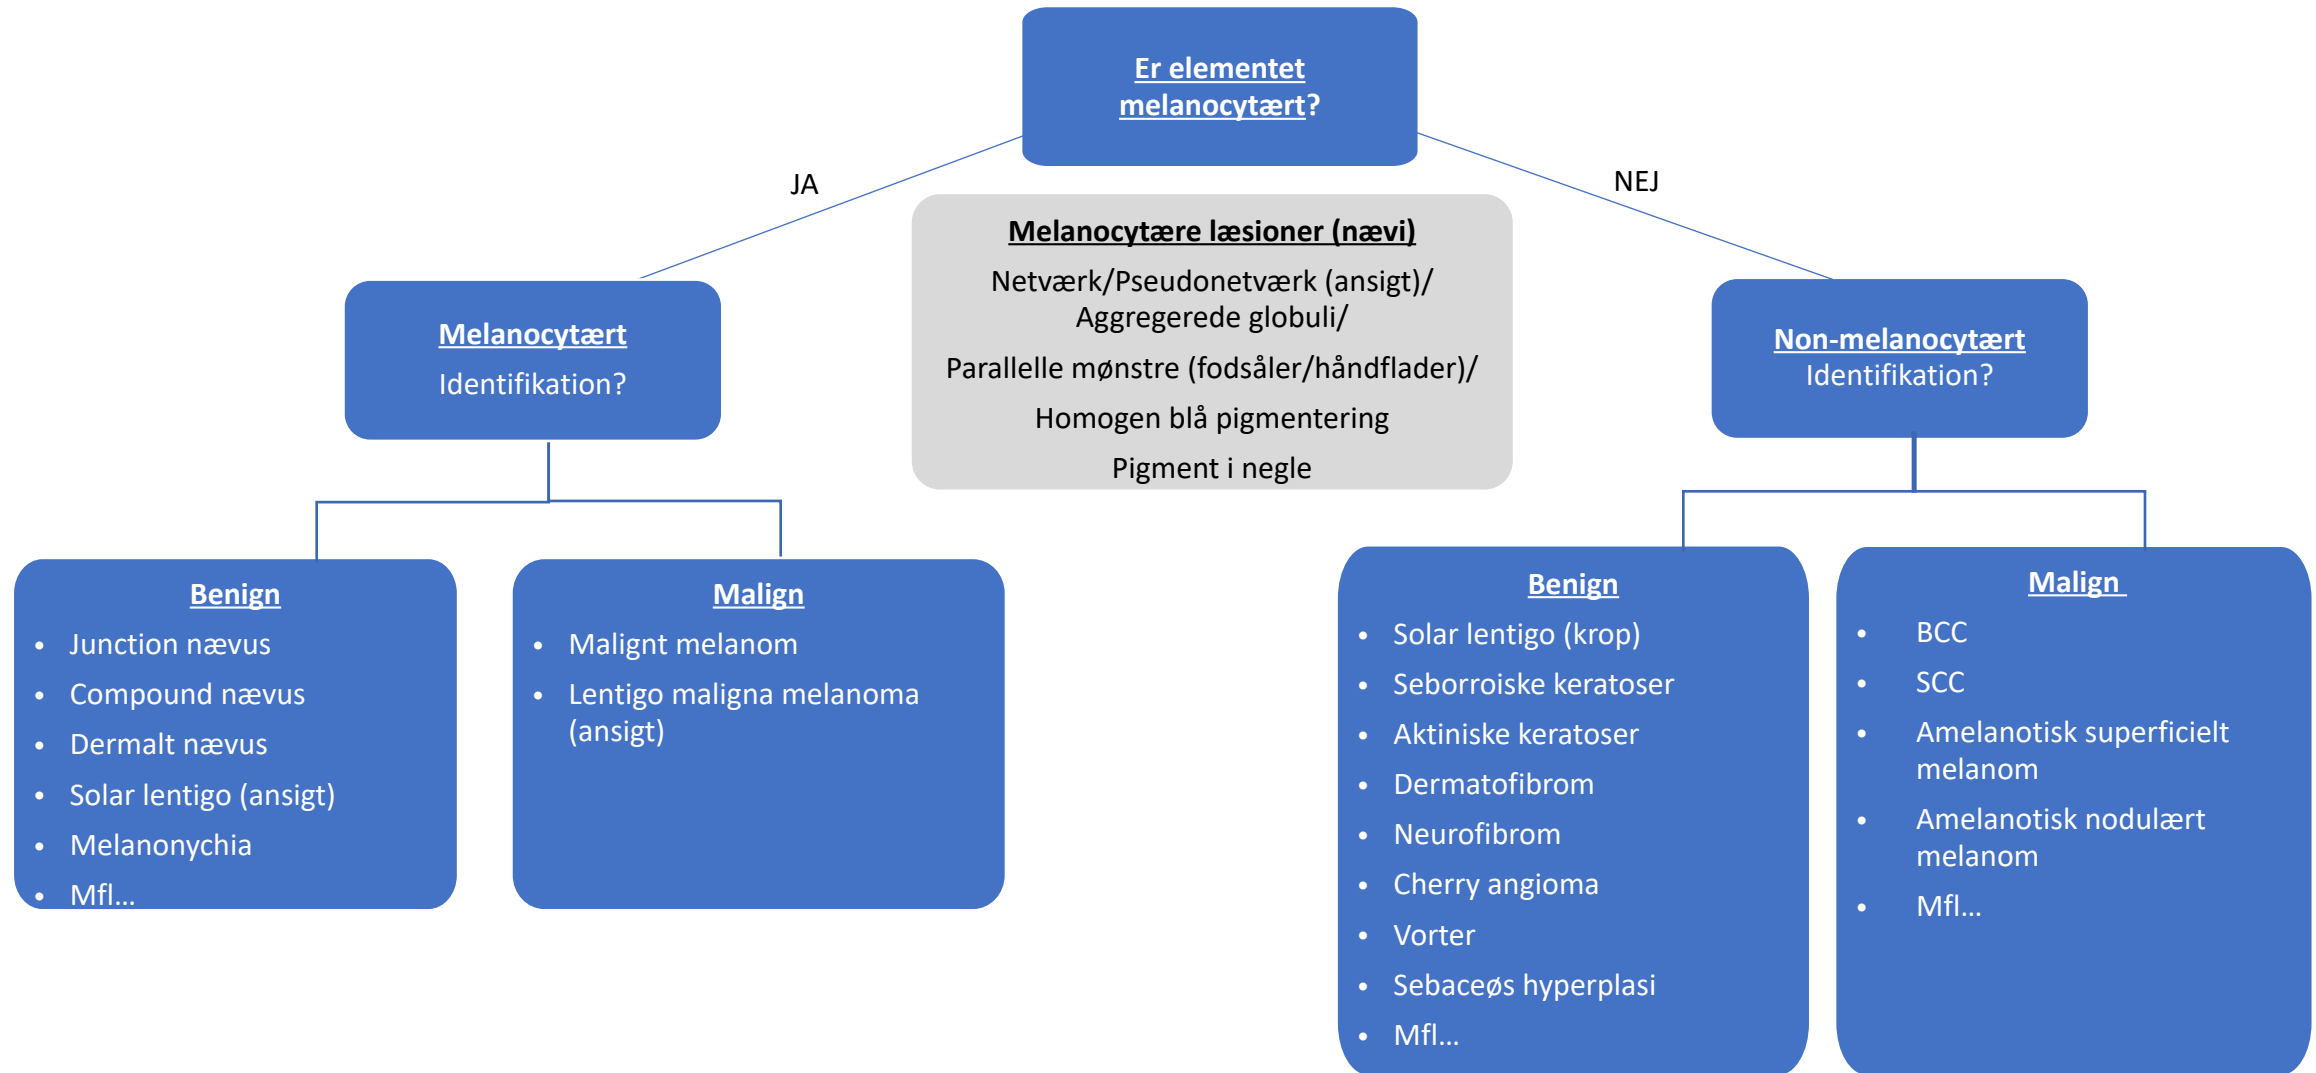 Er elementet
melanocytært?
JA
NEJ
Melanocytære læsioner (nævi)
Netværk/Pseudonetværk (ansigt)/
Aggregerede globuli/
Parallelle mønstre (fodsåler/håndflader)/
Homogen blå pigmentering
Pigment i negle
Melanocytært
Identifikation?
Non-melanocytært
Identifikation?
Benign
• Junction nævus
• Compound nævus
• Dermalt nævus
• Solar lentigo (ansigt)
• Melanonychia
• Mfl...
Malign
• Malignt melanom
• Lentigo maligna melanoma
(ansigt)
Benign
• Solar lentigo (krop)
• Seborroiske keratoser
• Aktiniske keratoser
• Dermatofibrom
• Neurofibrom
• Cherry angioma
• Vorter
• Sebaceøs hyperplasi
• Mfl...
Malign
• BCC
• SCC
• Amelanotisk superficielt
melanom
• Amelanotisk nodulært
melanom
• Mfl...